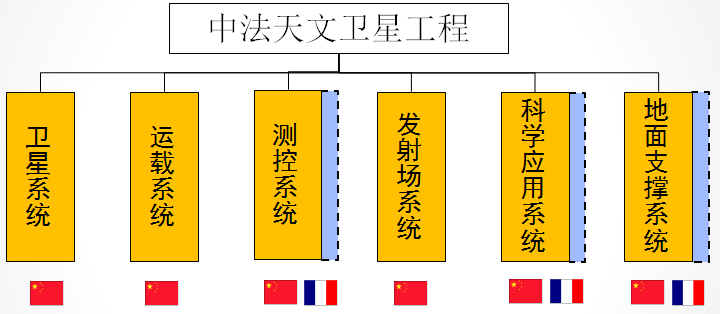 中法天文卫星工程
卫星系统
运载系统
测控系统
发射场系统
科学应用系统
地面支撑系统